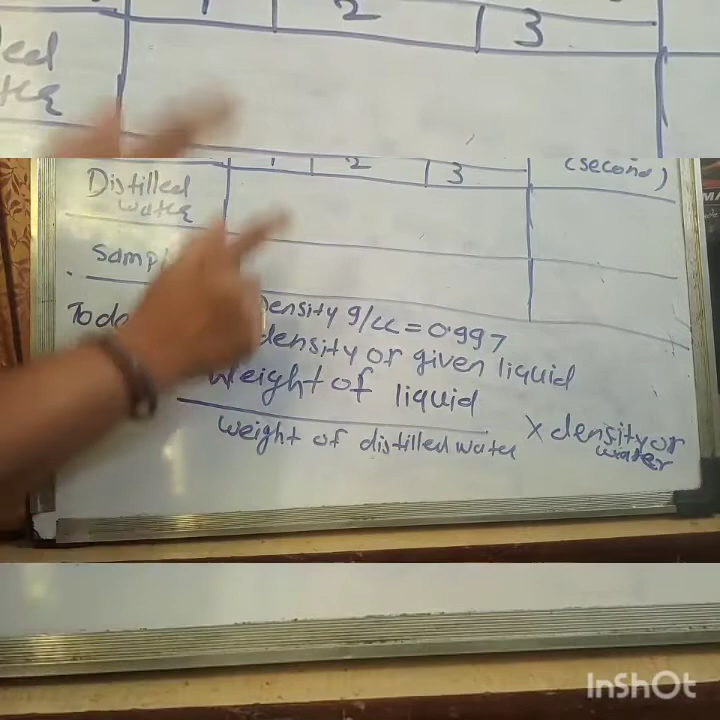 1 2 3
1 2 3 (second)
Distilled
water
Samp
density g/cc = 0.997
density of given liquid
Weight of liquid
weight of distilled water X density of
water
InShOt